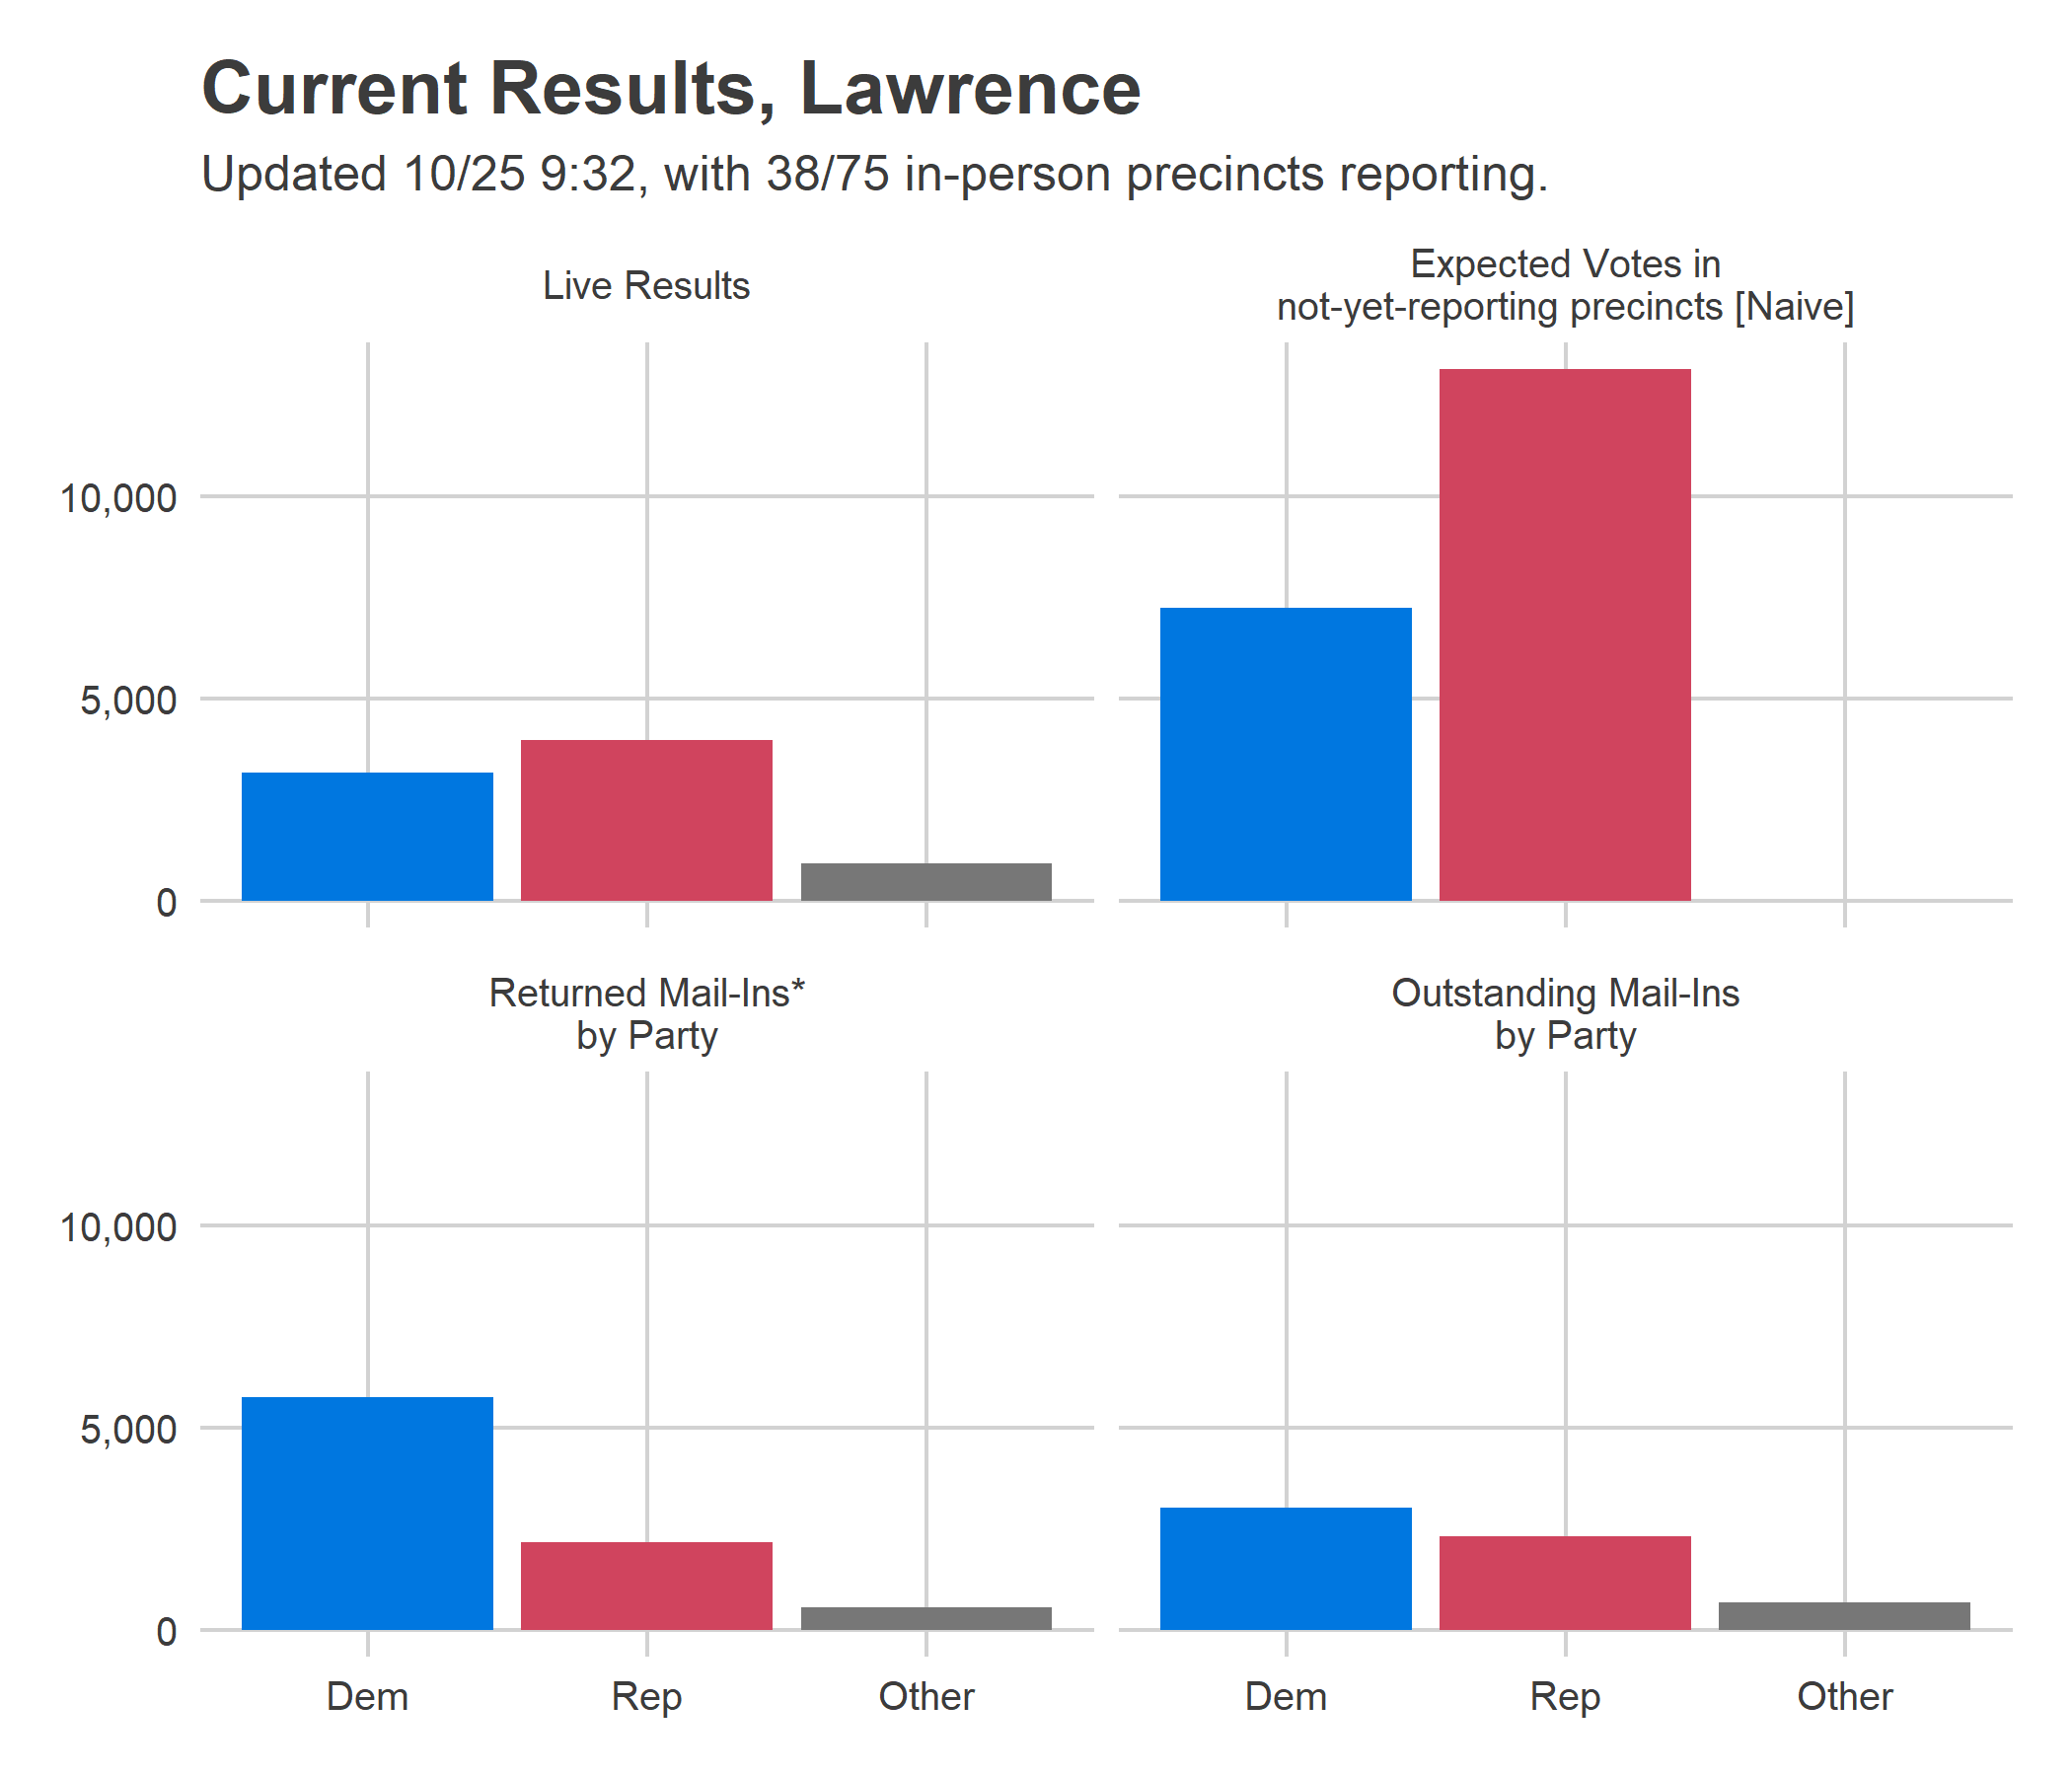 Current Results, Lawrence
Updated 10/25 9:32, with 38/75 in-person precincts reporting.
Live Results
Expected Votes in
not-yet-reporting precincts [Naive]
10,000
5,000
0
Returned Mail-Ins*
by Party
Outstanding Mail-Ins
by Party
10,000
5,000
0
Dem Rep Other Dem Rep Other